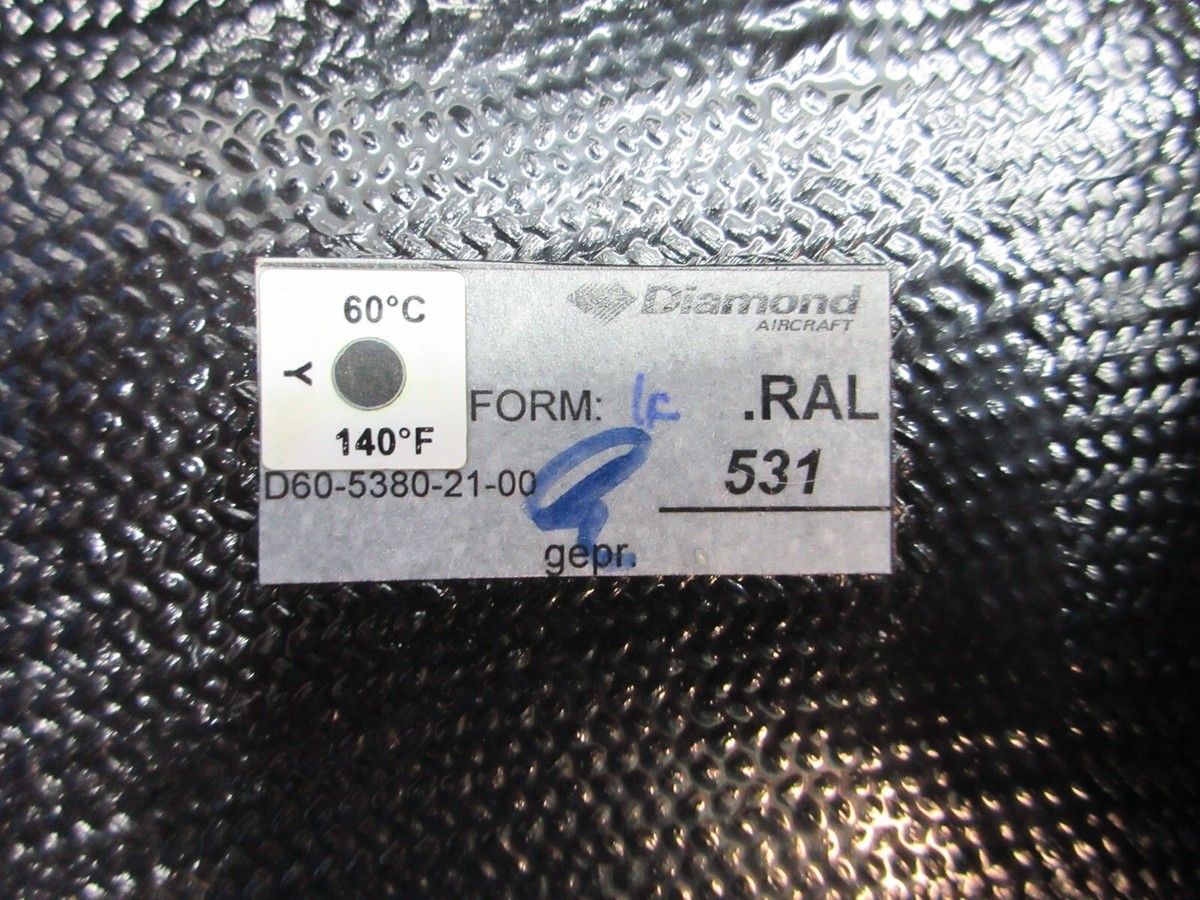 60°C
Y
140°F
Diamond
AIRCRAFT
FORM:
.RAL
D60-5380-21-00
531
gepr.